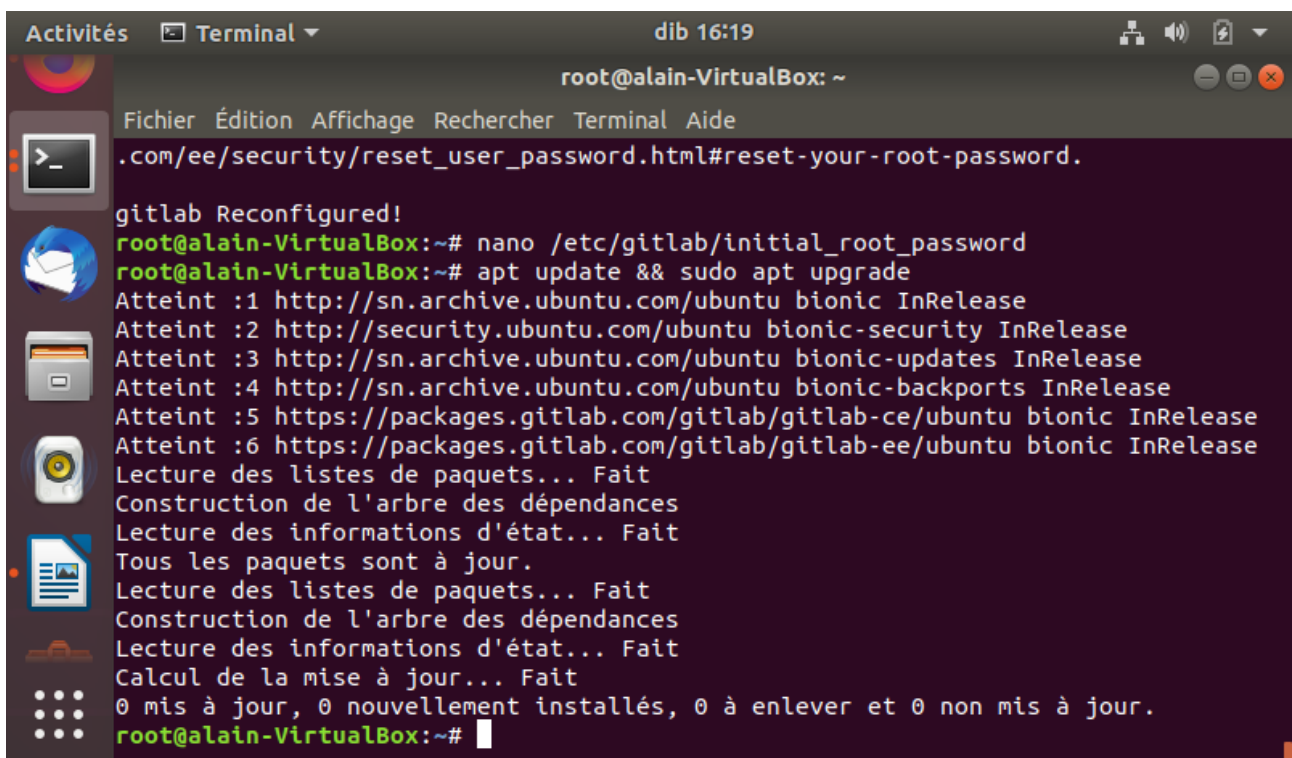 Activités Terminal dib 16:19
root@alain-VirtualBox: ~
Fichier Édition Affichage Rechercher Terminal Aide
.com/ee/security/reset_user_password.html#reset-your-root-password.
gitlab Reconfigured!
root@alain-VirtualBox:~# nano /etc/gitlab/initial_root_password
root@alain-VirtualBox:~# apt update && sudo apt upgrade
Atteint :1 http://sn.archive.ubuntu.com/ubuntu bionic InRelease
Atteint :2 http://security.ubuntu.com/ubuntu bionic-security InRelease
Atteint :3 http://sn.archive.ubuntu.com/ubuntu bionic-updates InRelease
Atteint :4 http://sn.archive.ubuntu.com/ubuntu bionic-backports InRelease
Atteint :5 https://packages.gitlab.com/gitlab/gitlab-ce/ubuntu bionic InRelease
Atteint :6 https://packages.gitlab.com/gitlab/gitlab-ee/ubuntu bionic InRelease
Lecture des listes de paquets... Fait
Construction de l'arbre des dépendances
Lecture des informations d'état... Fait
Tous les paquets sont à jour.
Lecture des listes de paquets... Fait
Construction de l'arbre des dépendances
Lecture des informations d'état... Fait
Calcul de la mise à jour... Fait
0 mis à jour, 0 nouvellement installés, 0 à enlever et 0 non mis à jour.
root@alain-VirtualBox:~#